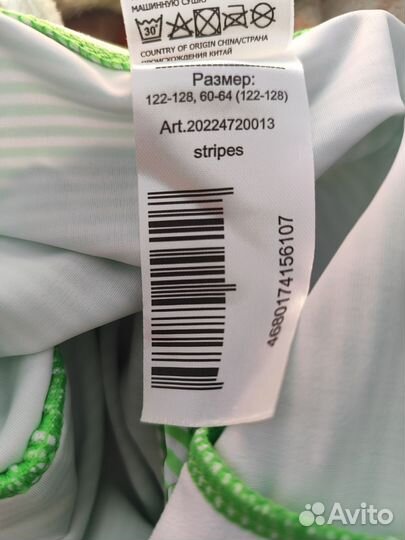 МАШИННУЮ СУШКУ
30°
COUNTRY OF ORIGIN CHINA/СТРАНА
ПРОИСХОЖДЕНИЯ КИТАЙ
Размер:
122-128, 60-64 (122-128)
Art.20224720013
stripes
4680174156107
Avito